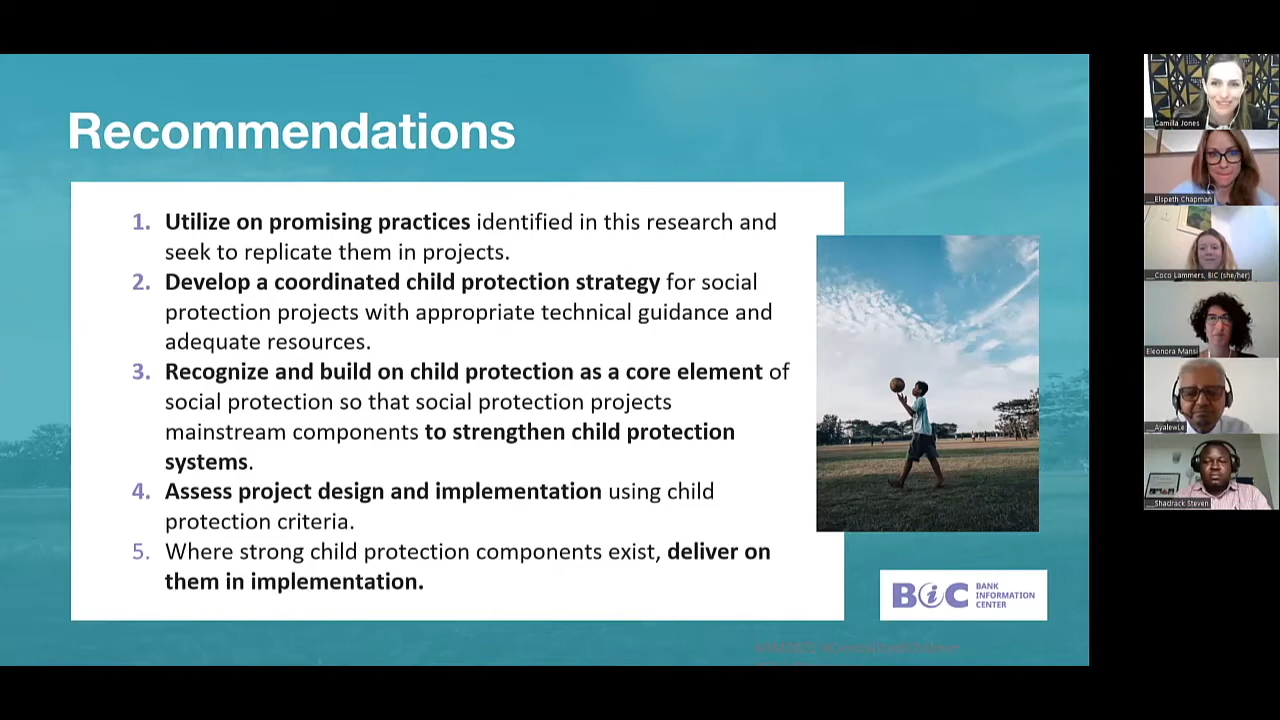 Recommendations
1. Utilize on promising practices identified in this research and
seek to replicate them in projects.
2. Develop a coordinated child protection strategy for social
protection projects with appropriate technical guidance and
adequate resources.
3. Recognize and build on child protection as a core element of
social protection so that social protection projects
mainstream components to strengthen child protection
systems.
4. Assess project design and implementation using child
protection criteria.
5. Where strong child protection components exist, deliver on
them in implementation.
BiC
BANK
INFORMATION
CENTER
Camilla Jones
Elspeth Chapman
Coco Lammers, BIC (she/her)
Eleonora Mansi
AyalewLe
Shadrack Steven